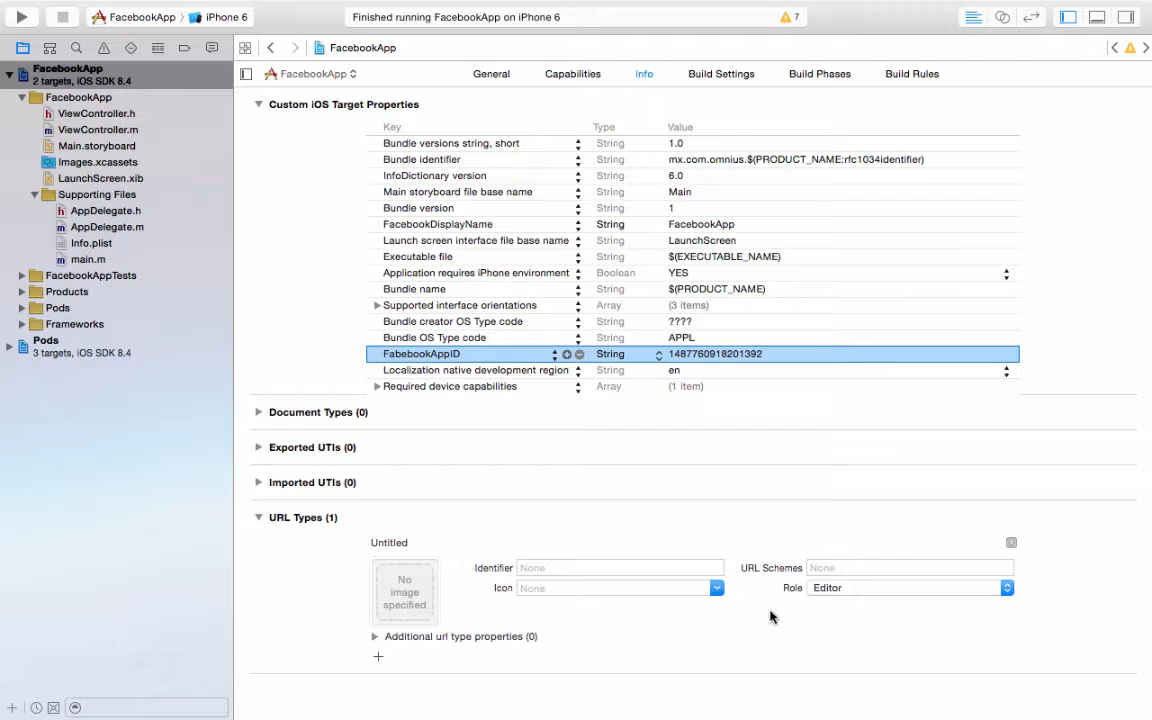 FacebookApp iPhone 6 Finished running FacebookApp on iPhone 6 7
FacebookApp
FacebookApp
2 targets, iOS SDK 8.4
FacebookApp
ViewController.h
ViewController.m
Main.storyboard
Images.xcassets
LaunchScreen.xib
Supporting Files
AppDelegate.h
AppDelegate.m
Info.plist
main.m
FacebookAppTests
Products
Pods
Frameworks
Pods
3 targets, iOS SDK 8.4
FacebookApp General Capabilities Info Build Settings Build Phases Build Rules
Custom iOS Target Properties
Key Type Value
Bundle versions string, short String 1.0
Bundle identifier String mx.com.omnius.$(PRODUCT_NAME:rfc1034identifier)
InfoDictionary version String 6.0
Main storyboard file base name String Main
Bundle version String 1
FacebookDisplayName String FacebookApp
Launch screen interface file base name String LaunchScreen
Executable file String $(EXECUTABLE_NAME)
Application requires iPhone environment Boolean YES
Bundle name String $(PRODUCT_NAME)
Supported interface orientations Array (3 items)
Bundle creator OS Type code String ????
Bundle OS Type code String APPL
FabebookAppID String 1487760918201392
Localization native development region String en
Required device capabilities Array (1 item)
Document Types (0)
Exported UTIs (0)
Imported UTIs (0)
URL Types (1)
Untitled
No image specified
Identifier None URL Schemes None
Icon None Role Editor
Additional url type properties (0)